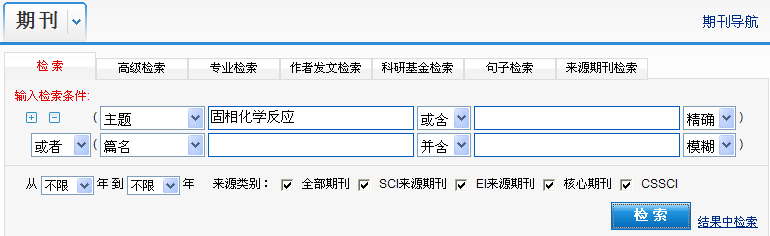 期刊
期刊导航
检索 高级检索 专业检索 作者发文检索 科研基金检索 句子检索 来源期刊检索
输入检索条件:
( 主题 固相化学反应 或含 精确 )
或者 ( 篇名 并含 模糊 )
从 不限 年 到 不限 年 来源类别： 全部期刊 SCI来源期刊 EI来源期刊 核心期刊 CSSCI
检索 结果中检索